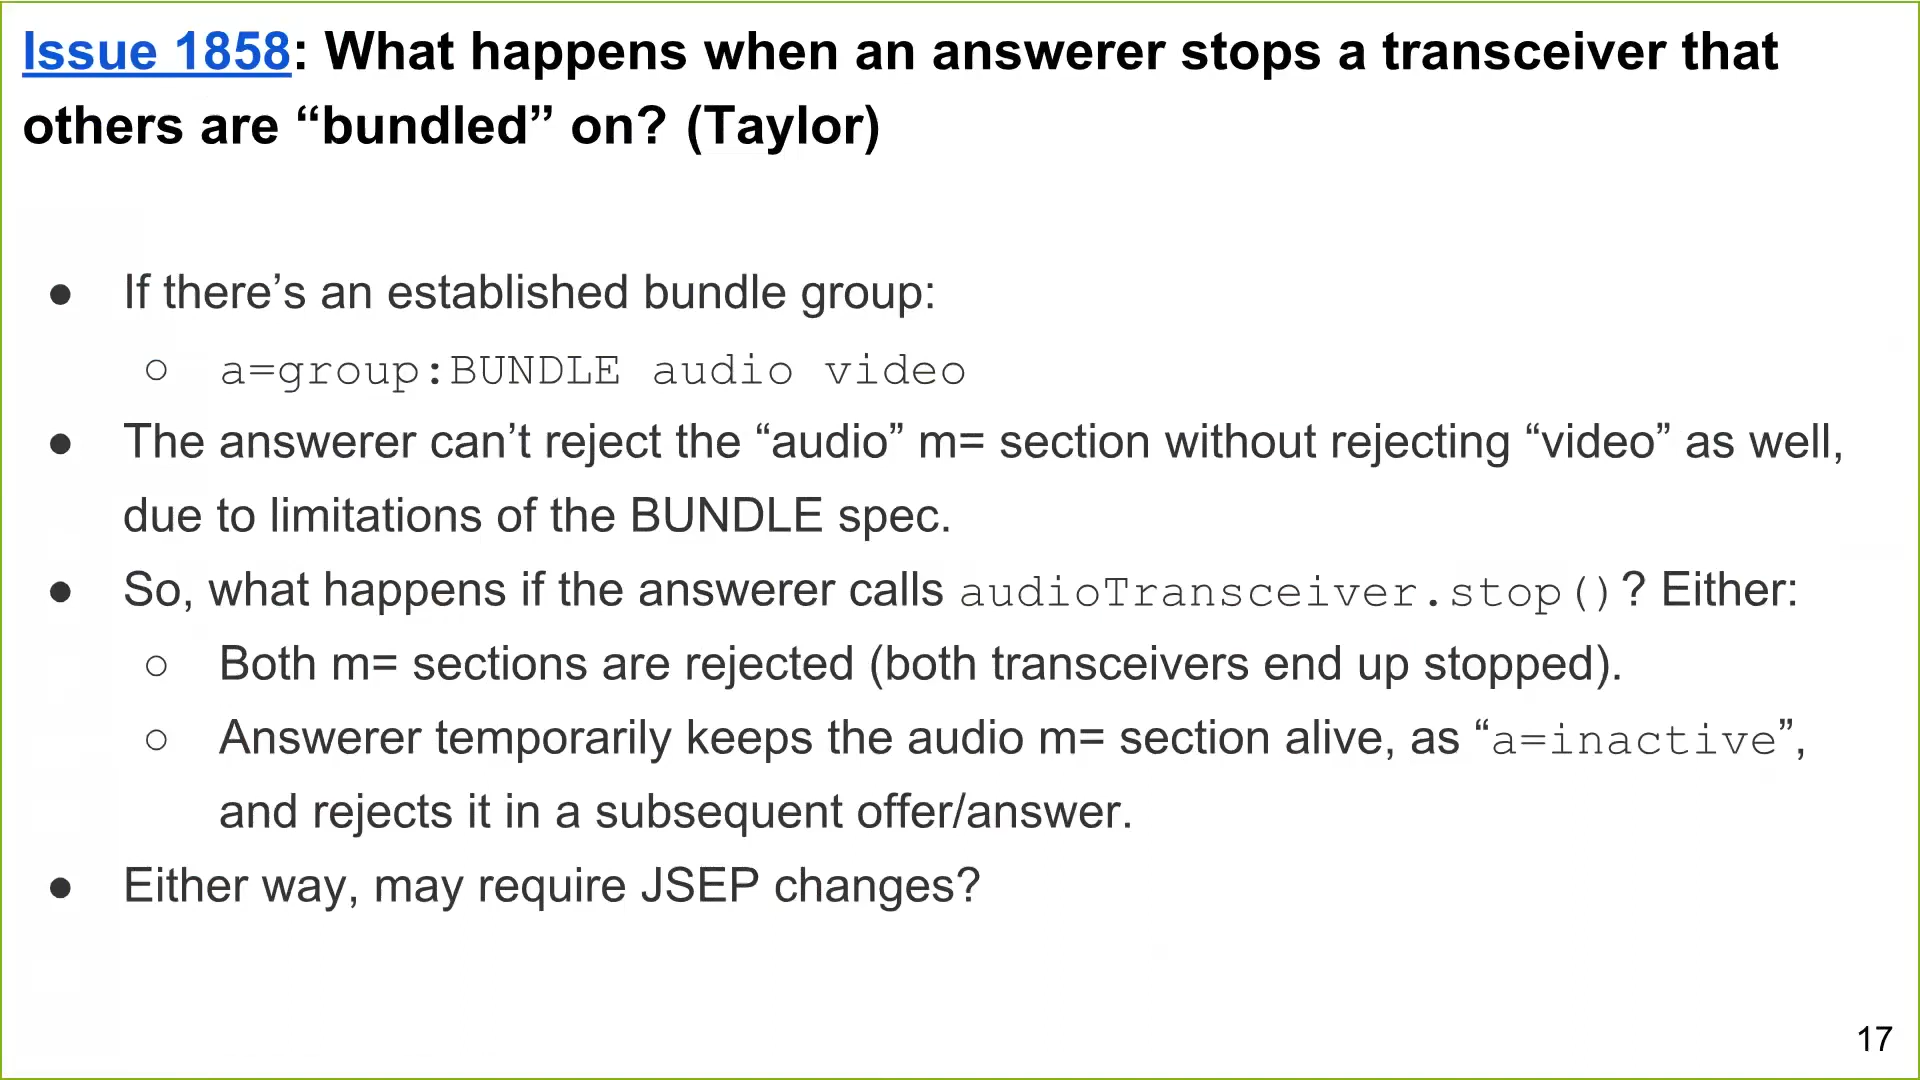 Issue 1858: What happens when an answerer stops a transceiver that
others are “bundled” on? (Taylor)
● If there’s an established bundle group:
○ a=group:BUNDLE audio video
● The answerer can’t reject the “audio” m= section without rejecting “video” as well,
due to limitations of the BUNDLE spec.
● So, what happens if the answerer calls audioTransceiver.stop()? Either:
○ Both m= sections are rejected (both transceivers end up stopped).
○ Answerer temporarily keeps the audio m= section alive, as “a=inactive”,
and rejects it in a subsequent offer/answer.
● Either way, may require JSEP changes?
17